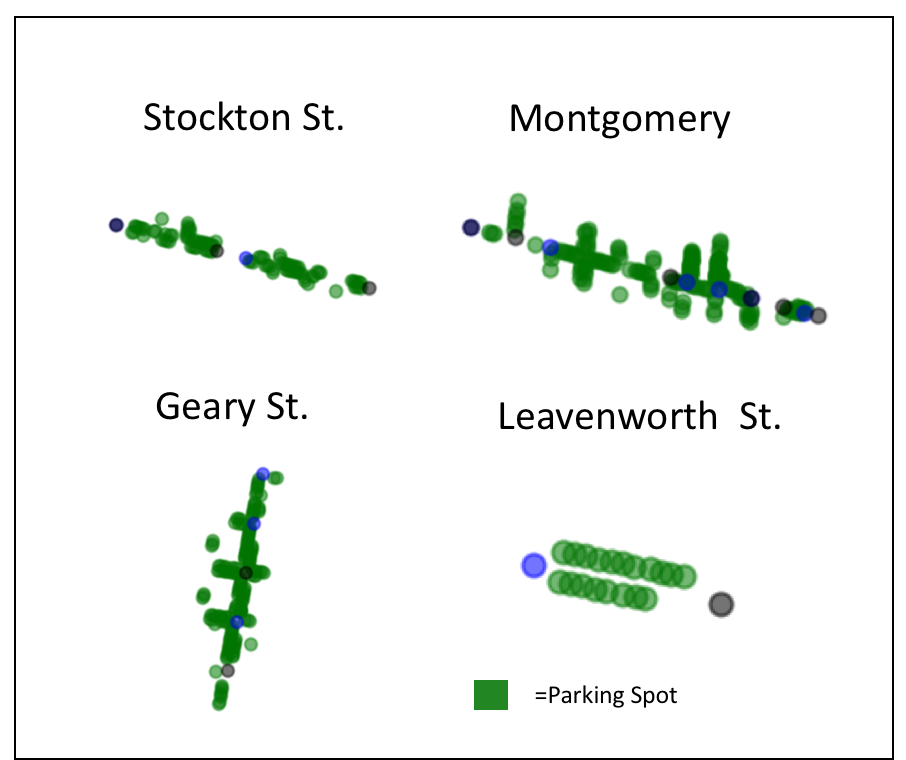 Stockton St.
Montgomery
Geary St.
Leavenworth  St.
=Parking Spot